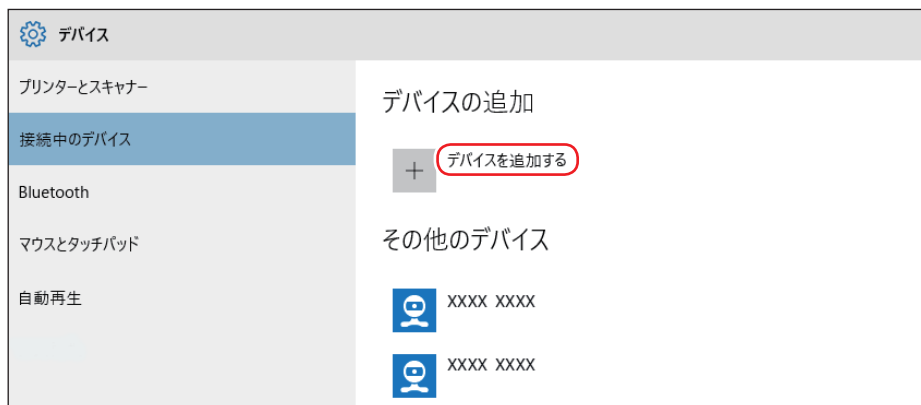 デバイス
プリンターとスキャナー
接続中のデバイス
Bluetooth
マウスとタッチパッド
自動再生
デバイスの追加
デバイスを追加する
その他のデバイス
XXXX XXXX
XXXX XXXX